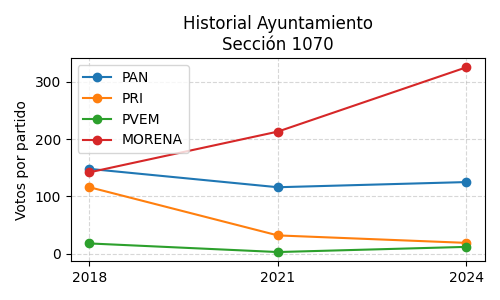 Historial Ayuntamiento
Sección 1070
Votos por partido
300
200
100
0
PAN
PRI
PVEM
MORENA
2018
2021
2024